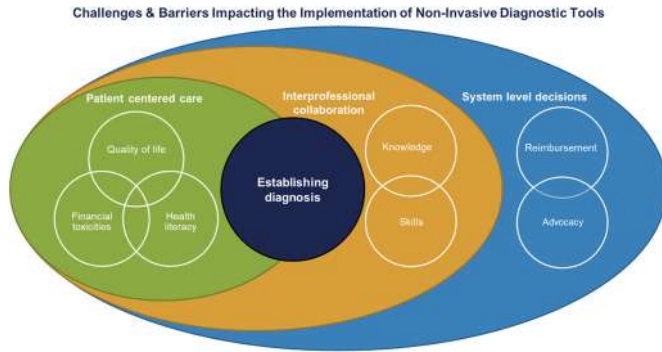 Challenges & Barriers Impacting the Implementation of Non-Invasive Diagnostic Tools
Patient centered care
Quality of life
Financial
toxicities
Health
literacy
Establishing
diagnosis
Interprofessional
collaboration
Knowledge
Skills
System level decisions
Reimbursement
Advocacy